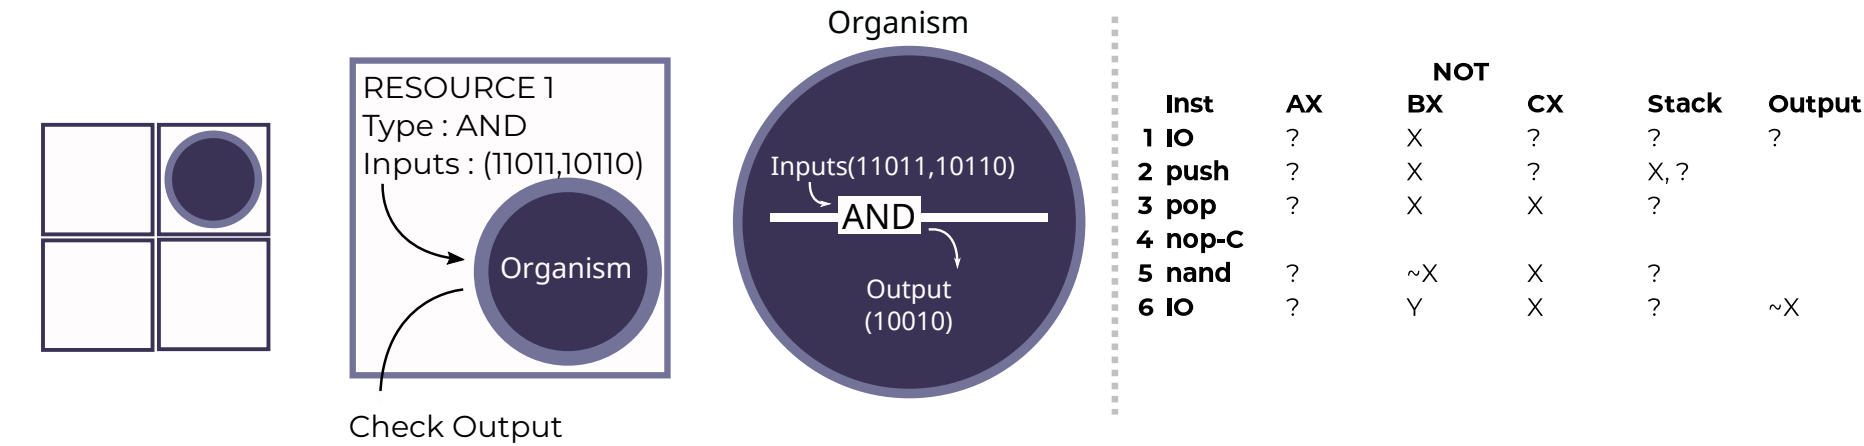 RESOURCE 1
Type : AND
Inputs : (11011,10110)
Organism
Check Output
Organism
Inputs(11011,10110)
AND
Output
(10010)
NOT
Inst AX BX CX Stack Output
1 IO ? X ? ? ?
2 push ? X ? X, ?
3 pop ? X X ?
4 nop-C
5 nand ? ~X X ?
6 IO ? Y X ? ~X